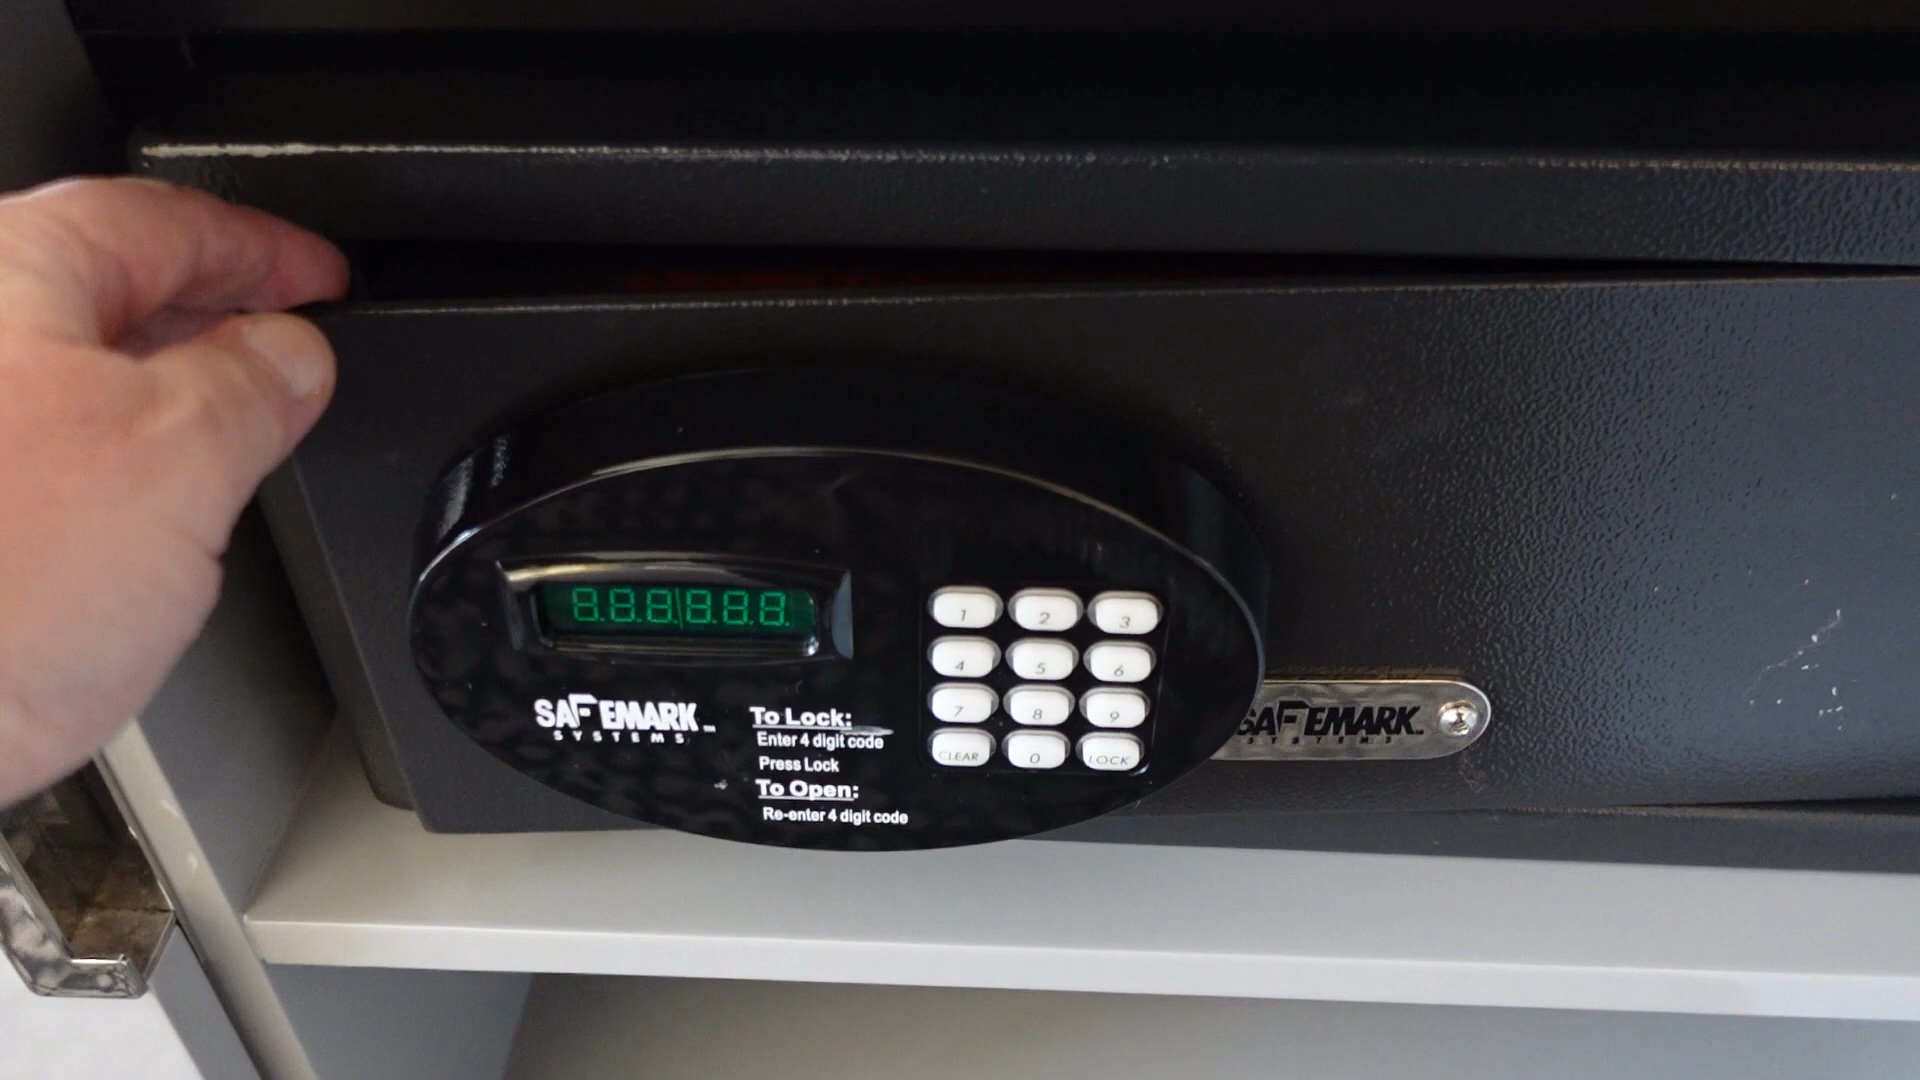 8.8.8.8.8.8.
SAFEMARK™
SYSTEMS
To Lock:
Enter 4 digit code
Press Lock
To Open:
Re-enter 4 digit code
1 2 3
4 5 6
7 8 9
CLEAR 0 LOCK
SAFEMARK
SYSTEMS